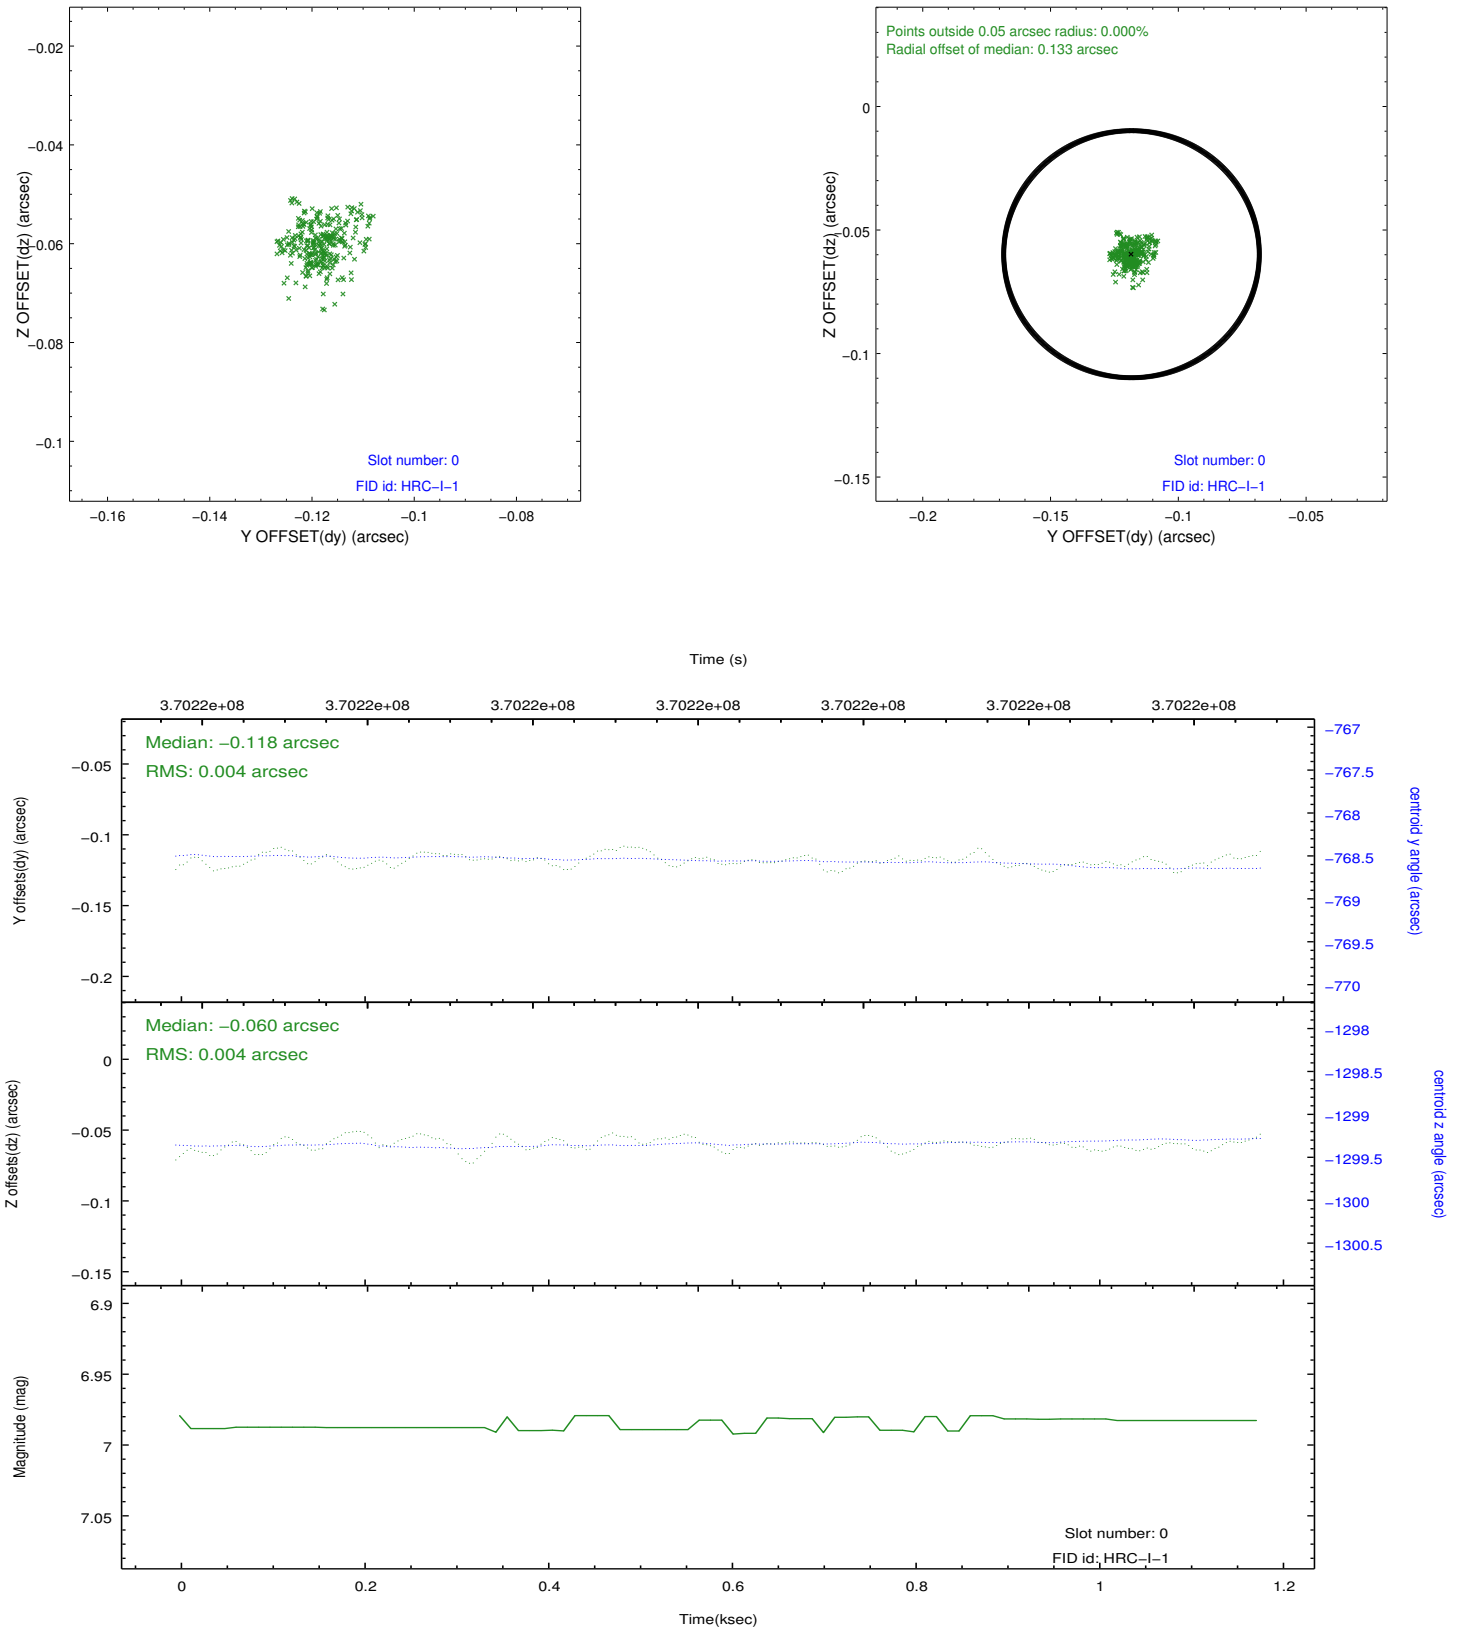 −0.02
−0.04
−0.06
−0.08
−0.1
Z OFFSET(dz) (arcsec)
Slot number: 0
FID id: HRC−I−1
−0.16
−0.14
−0.12
−0.1
−0.08
Y OFFSET(dy) (arcsec)
Points outside 0.05 arcsec radius: 0.000%
Radial offset of median: 0.133 arcsec
0
−0.05
−0.1
−0.15
Z OFFSET(dz) (arcsec)
Slot number: 0
FID id: HRC−I−1
−0.2
−0.15
−0.1
−0.05
Y OFFSET(dy) (arcsec)
Time (s)
3.7022e+08
3.7022e+08
3.7022e+08
3.7022e+08
3.7022e+08
3.7022e+08
3.7022e+08
Median: −0.118 arcsec
RMS: 0.004 arcsec
−0.05
−0.1
−0.15
−0.2
Y offsets(dy) (arcsec)
−767
−767.5
−768
−768.5
−769
−769.5
−770
centroid y angle (arcsec)
Median: −0.060 arcsec
RMS: 0.004 arcsec
0
−0.05
−0.1
−0.15
Z offsets(dz) (arcsec)
−1298
−1298.5
−1299
−1299.5
−1300
−1300.5
centroid z angle (arcsec)
6.9
6.95
7
7.05
Magnitude (mag)
Slot number: 0
FID id: HRC−I−1
0
0.2
0.4
0.6
0.8
1
1.2
Time(ksec)